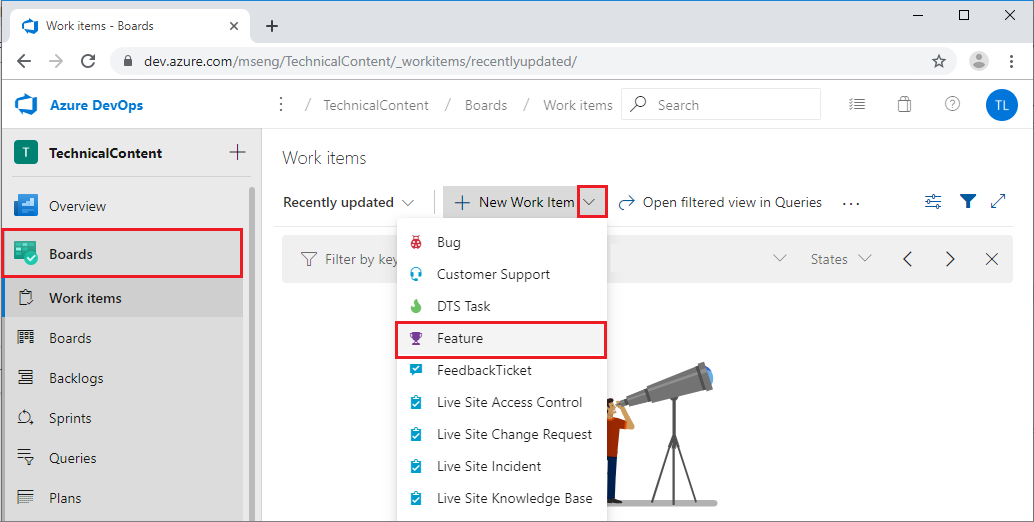 Work items - Boards
dev.azure.com/mseng/TechnicalContent/_workitems/recentlyupdated/
Azure DevOps / TechnicalContent / Boards / Work items Search TL
T TechnicalContent
Work items
Overview
Recently updated New Work Item Open filtered view in Queries ...
Boards
Bug
Filter by key States
Customer Support
Work items
DTS Task
Boards
Feature
Backlogs
FeedbackTicket
Live Site Access Control
Sprints
Live Site Change Request
Queries
Live Site Incident
Plans
Live Site Knowledge Base